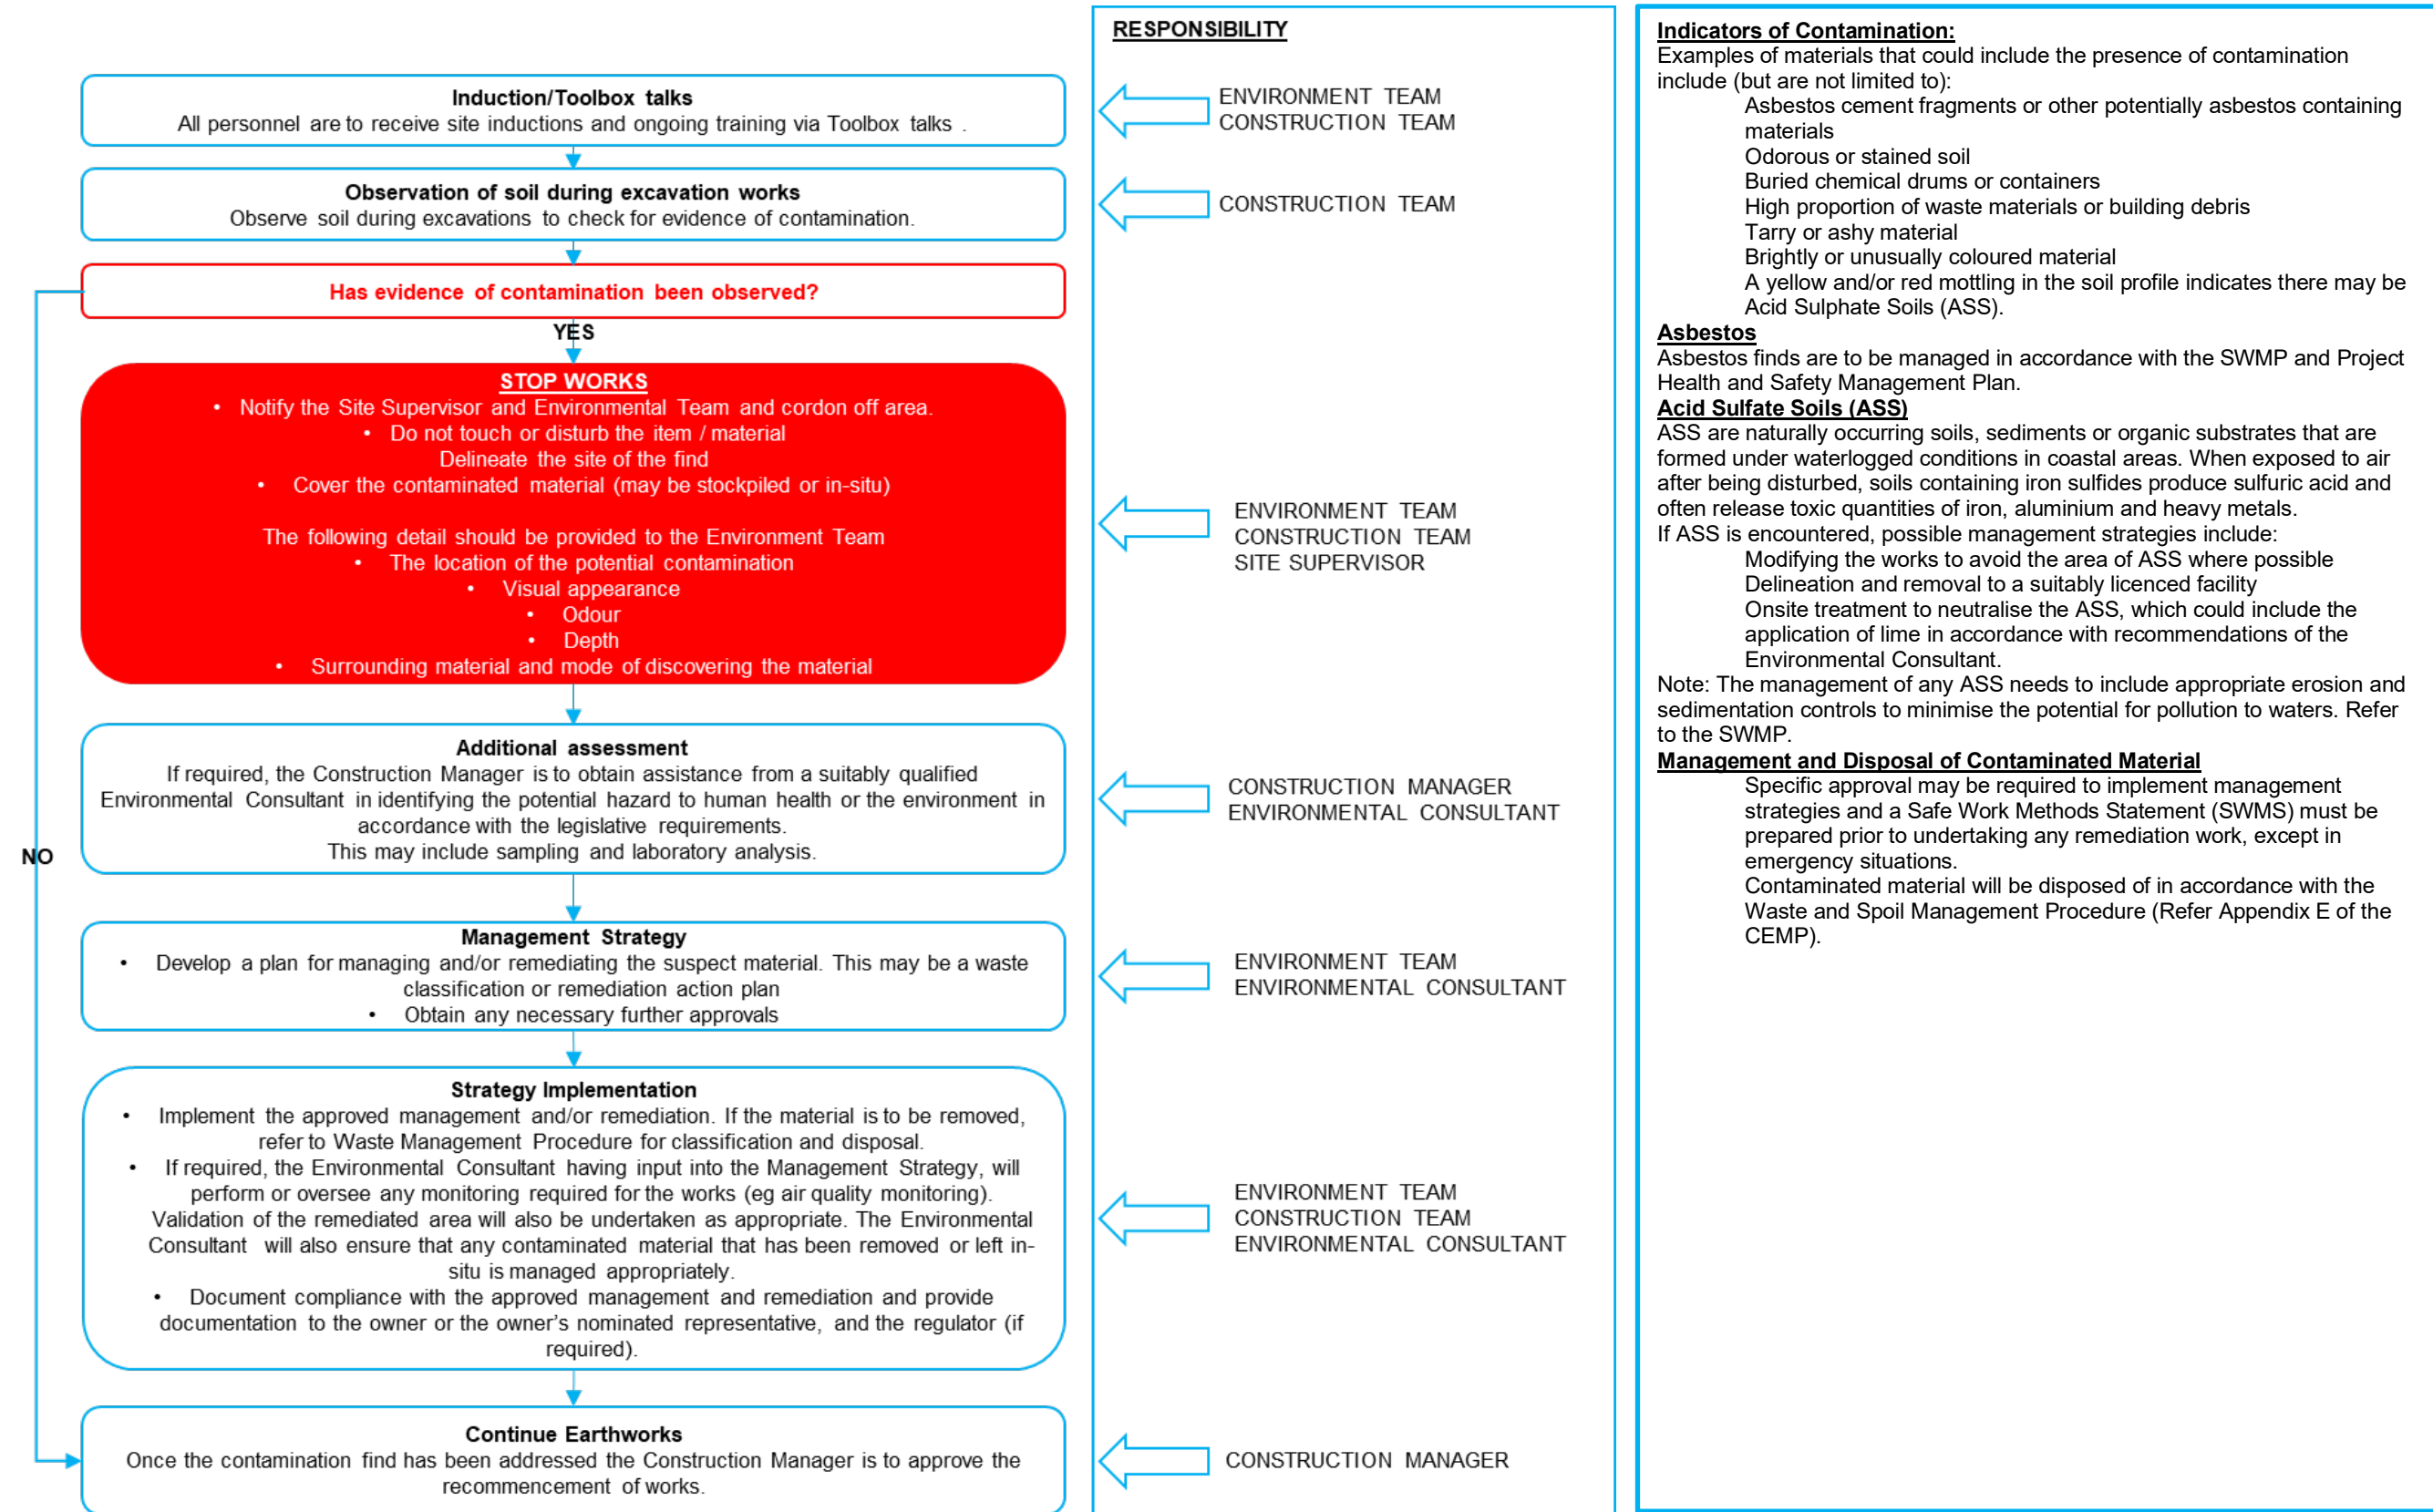 Induction/Toolbox talks
All personnel are to receive site inductions and ongoing training via Toolbox talks .
Observation of soil during excavation works
Observe soil during excavations to check for evidence of contamination.
Has evidence of contamination been observed?
YES
NO
STOP WORKS
• Notify the Site Supervisor and Environmental Team and cordon off area.
• Do not touch or disturb the item / material
Delineate the site of the find
• Cover the contaminated material (may be stockpiled or in-situ)
The following detail should be provided to the Environment Team
• The location of the potential contamination
• Visual appearance
• Odour
• Depth
• Surrounding material and mode of discovering the material
Additional assessment
If required, the Construction Manager is to obtain assistance from a suitably qualified
Environmental Consultant in identifying the potential hazard to human health or the environment in
accordance with the legislative requirements.
This may include sampling and laboratory analysis.
Management Strategy
• Develop a plan for managing and/or remediating the suspect material. This may be a waste
classification or remediation action plan
• Obtain any necessary further approvals
Strategy Implementation
• Implement the approved management and/or remediation. If the material is to be removed,
refer to Waste Management Procedure for classification and disposal.
• If required, the Environmental Consultant having input into the Management Strategy, will
perform or oversee any monitoring required for the works (eg air quality monitoring).
Validation of the remediated area will also be undertaken as appropriate. The Environmental
Consultant will also ensure that any contaminated material that has been removed or left in-
situ is managed appropriately.
• Document compliance with the approved management and remediation and provide
documentation to the owner or the owner's nominated representative, and the regulator (if
required).
Continue Earthworks
Once the contamination find has been addressed the Construction Manager is to approve the
recommencement of works.
RESPONSIBILITY
ENVIRONMENT TEAM
CONSTRUCTION TEAM
CONSTRUCTION TEAM
ENVIRONMENT TEAM
CONSTRUCTION TEAM
SITE SUPERVISOR
CONSTRUCTION MANAGER
ENVIRONMENTAL CONSULTANT
ENVIRONMENT TEAM
ENVIRONMENTAL CONSULTANT
ENVIRONMENT TEAM
CONSTRUCTION TEAM
ENVIRONMENTAL CONSULTANT
CONSTRUCTION MANAGER
Indicators of Contamination:
Examples of materials that could include the presence of contamination
include (but are not limited to):
Asbestos cement fragments or other potentially asbestos containing
materials
Odorous or stained soil
Buried chemical drums or containers
High proportion of waste materials or building debris
Tarry or ashy material
Brightly or unusually coloured material
A yellow and/or red mottling in the soil profile indicates there may be
Acid Sulphate Soils (ASS).
Asbestos
Asbestos finds are to be managed in accordance with the SWMP and Project
Health and Safety Management Plan.
Acid Sulfate Soils (ASS)
ASS are naturally occurring soils, sediments or organic substrates that are
formed under waterlogged conditions in coastal areas. When exposed to air
after being disturbed, soils containing iron sulfides produce sulfuric acid and
often release toxic quantities of iron, aluminium and heavy metals.
If ASS is encountered, possible management strategies include:
Modifying the works to avoid the area of ASS where possible
Delineation and removal to a suitably licenced facility
Onsite treatment to neutralise the ASS, which could include the
application of lime in accordance with recommendations of the
Environmental Consultant.
Note: The management of any ASS needs to include appropriate erosion and
sedimentation controls to minimise the potential for pollution to waters. Refer
to the SWMP.
Management and Disposal of Contaminated Material
Specific approval may be required to implement management
strategies and a Safe Work Methods Statement (SWMS) must be
prepared prior to undertaking any remediation work, except in
emergency situations.
Contaminated material will be disposed of in accordance with the
Waste and Spoil Management Procedure (Refer Appendix E of the
CEMP).